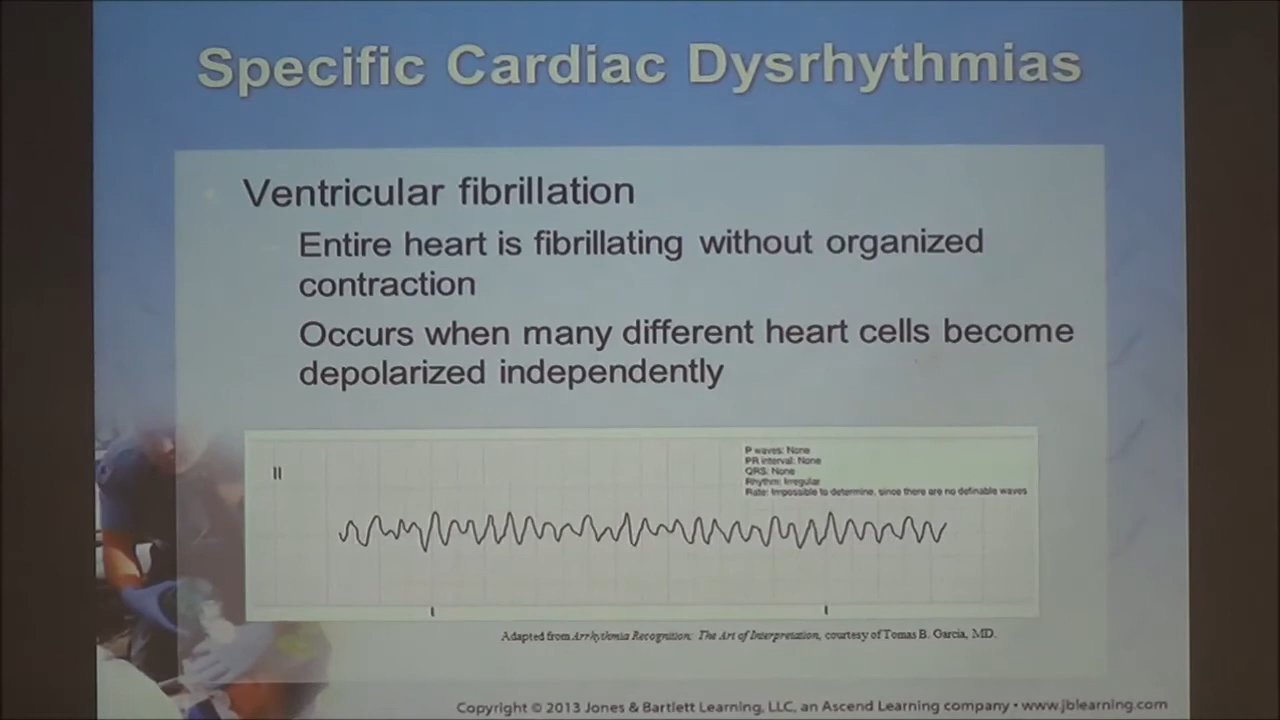 Specific Cardiac Dysrhythmias
Ventricular fibrillation
Entire heart is fibrillating without organized
contraction
Occurs when many different heart cells become
depolarized independently
II
P waves: None
PR interval: None
QRS: None
Rhythm: Irregular
Rate: Impossible to determine, since there are no definable waves
Adapted from Arrhythmia Recognition: The Art of Interpretation, courtesy of Tomas B. Garcia, MD.
Copyright © 2013 Jones & Bartlett Learning, LLC, an Ascend Learning company • www.jblearning.com